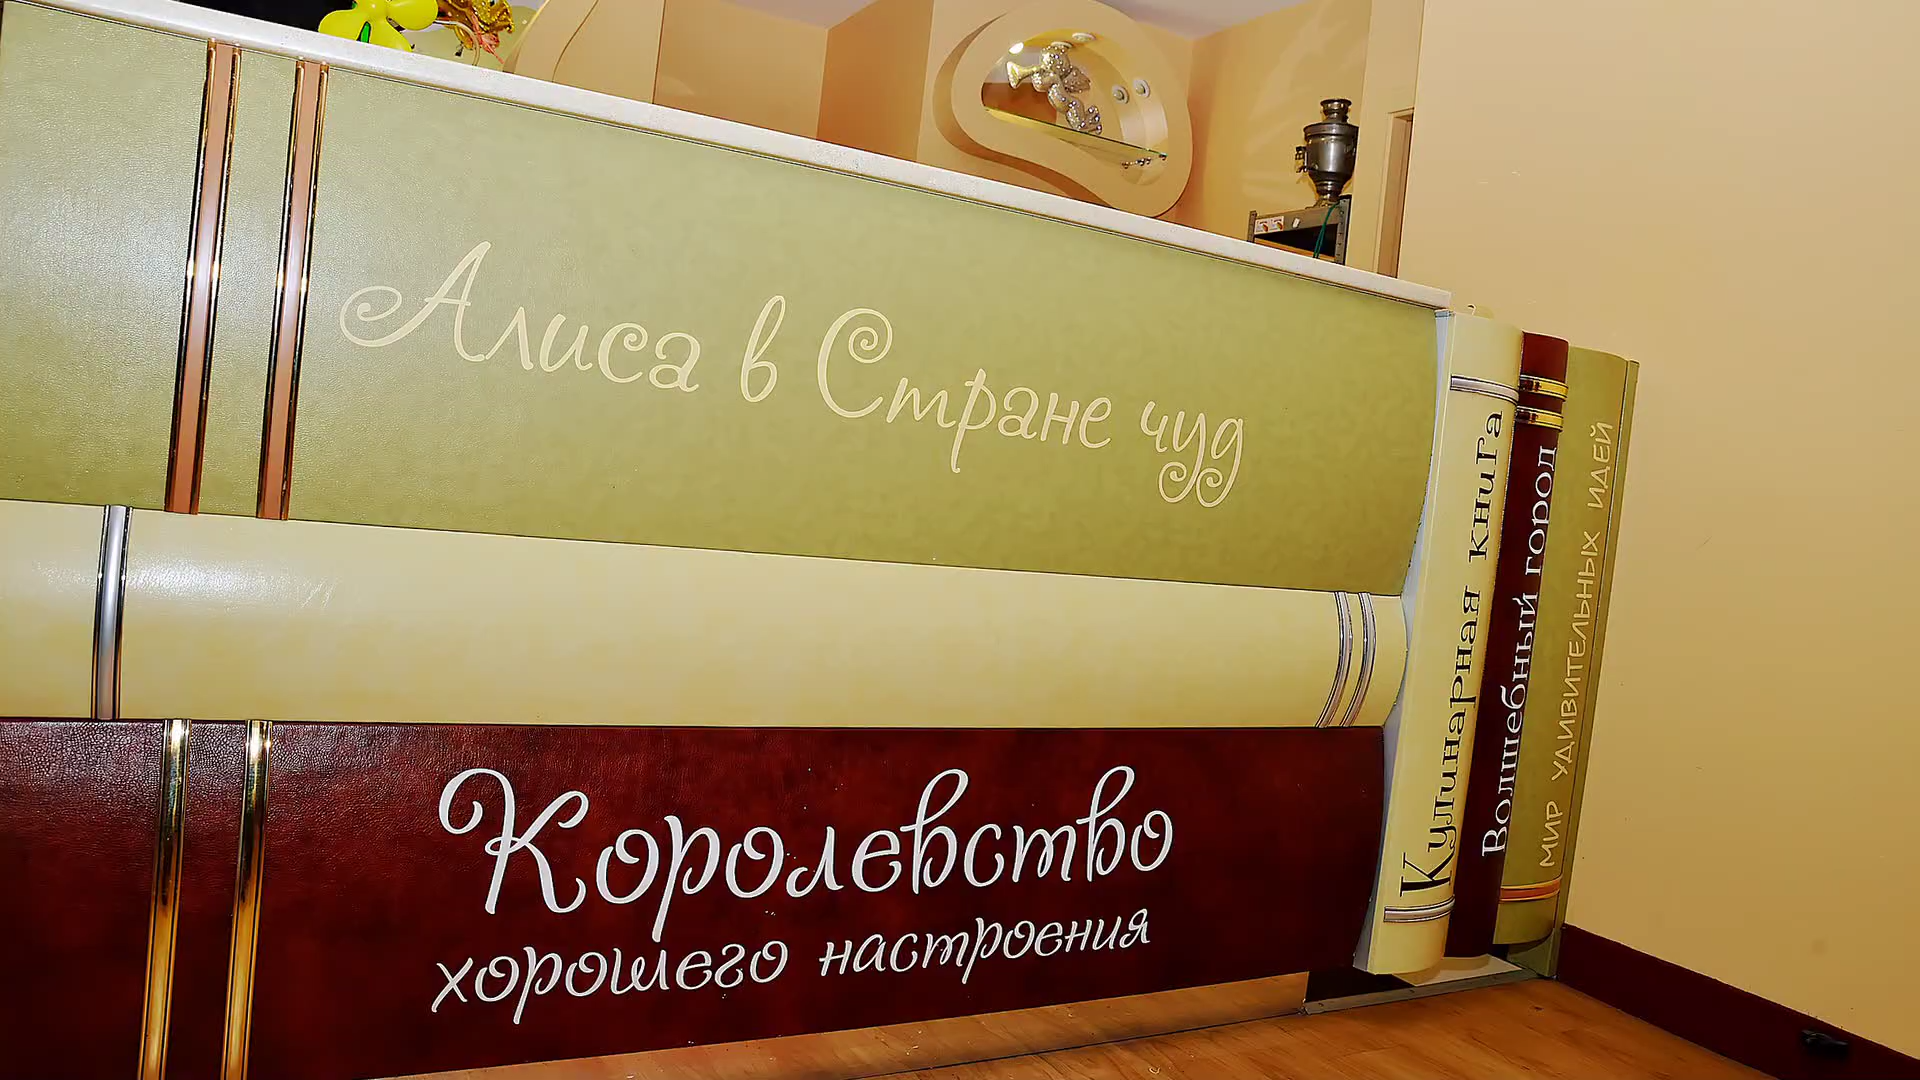 Алиса в Стране чуд
Королевство
хорошего настроения
Кулинарная книга
Волшебный город
МИР УДИВИТЕЛЬНЫХ ИДЕЙ